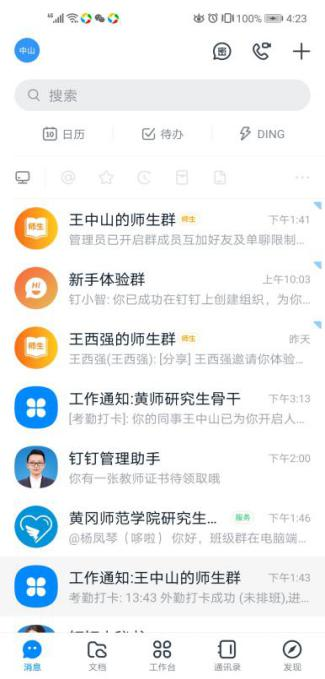 100% 4:23
中山
密
搜索
10 日历 待办 DING
师生 王中山的师生群 师生 下午1:41
管理员已开启群成员互加好友及单聊限制...
Hi 新手体验群 上午10:03
钉小智: 你已成功在钉钉上创建组织，为你...
师生 王西强的师生群 师生 昨天
王西强(王西强): [分享] 王西强邀请你体验...
工作通知:黄师研究生骨干 下午3:13
[考勤打卡]: 你的同事王中山已为你开启人...
钉钉管理助手 下午2:00
你有一张教师证书待领取哦
黄冈师范学院研究生... 服务 下午1:46
@杨凤琴（哆啦） 你好，班级群在电脑端...
工作通知:王中山的师生群 下午1:43
考勤打卡: 13:43 外勤打卡成功 (未排班),进...
消息 文档 工作台 通讯录 发现